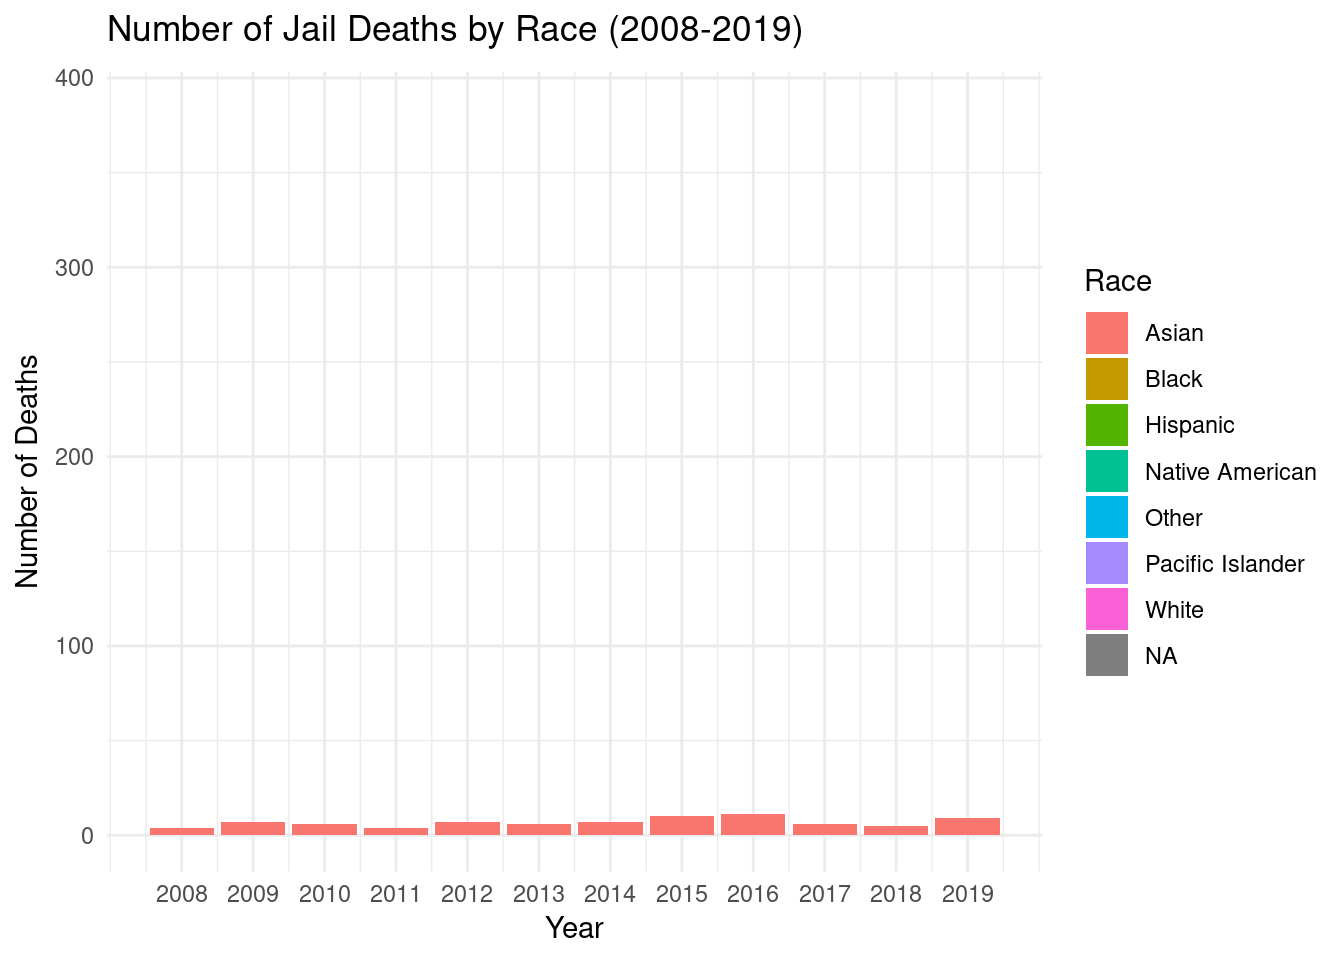 Number of Jail Deaths by Race (2008-2019)
400
300
200
100
0
Number of Deaths
2008 2009 2010 2011 2012 2013 2014 2015 2016 2017 2018 2019
Year
Race
Asian
Black
Hispanic
Native American
Other
Pacific Islander
White
NA